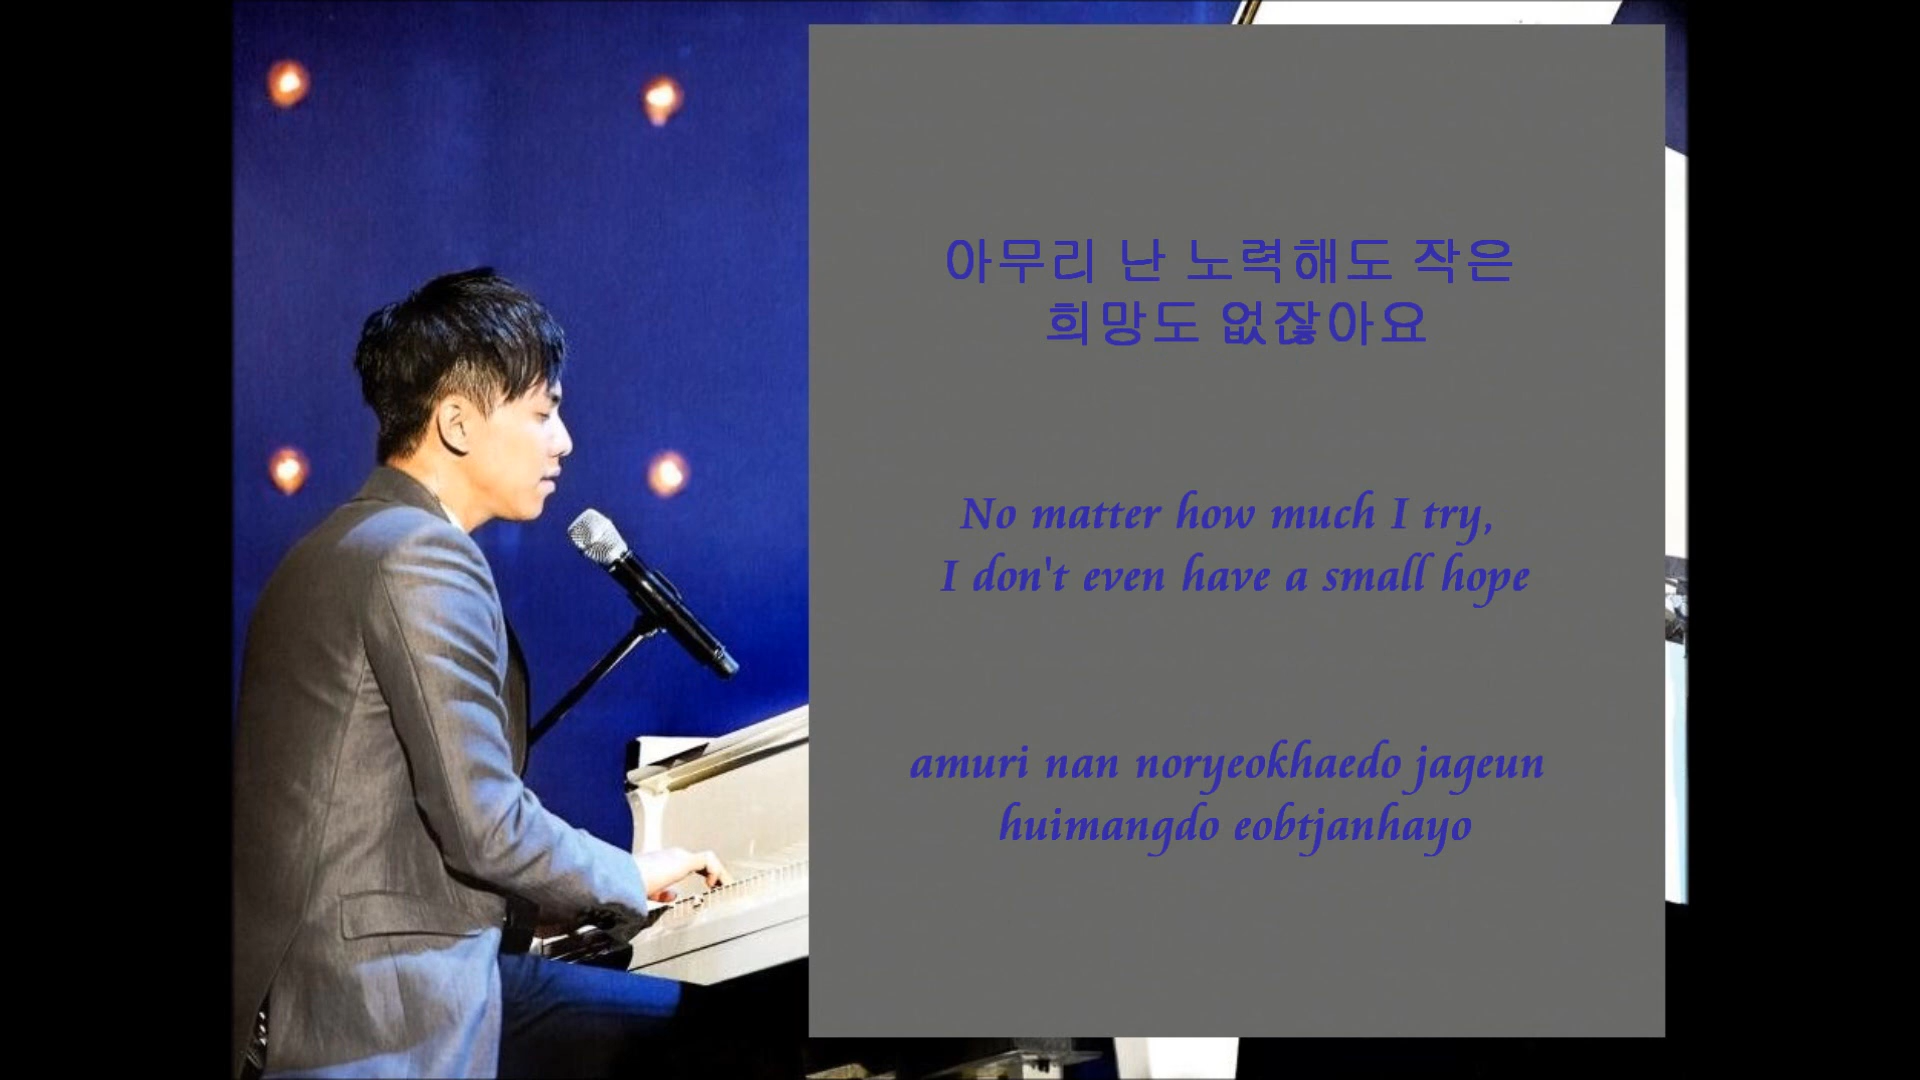 아무리 난 노력해도 작은
희망도 없잖아요
No matter how much I try,
I don't even have a small hope
amuri nan noryeokhaedo jageun
huimangdo eobtjanhayo